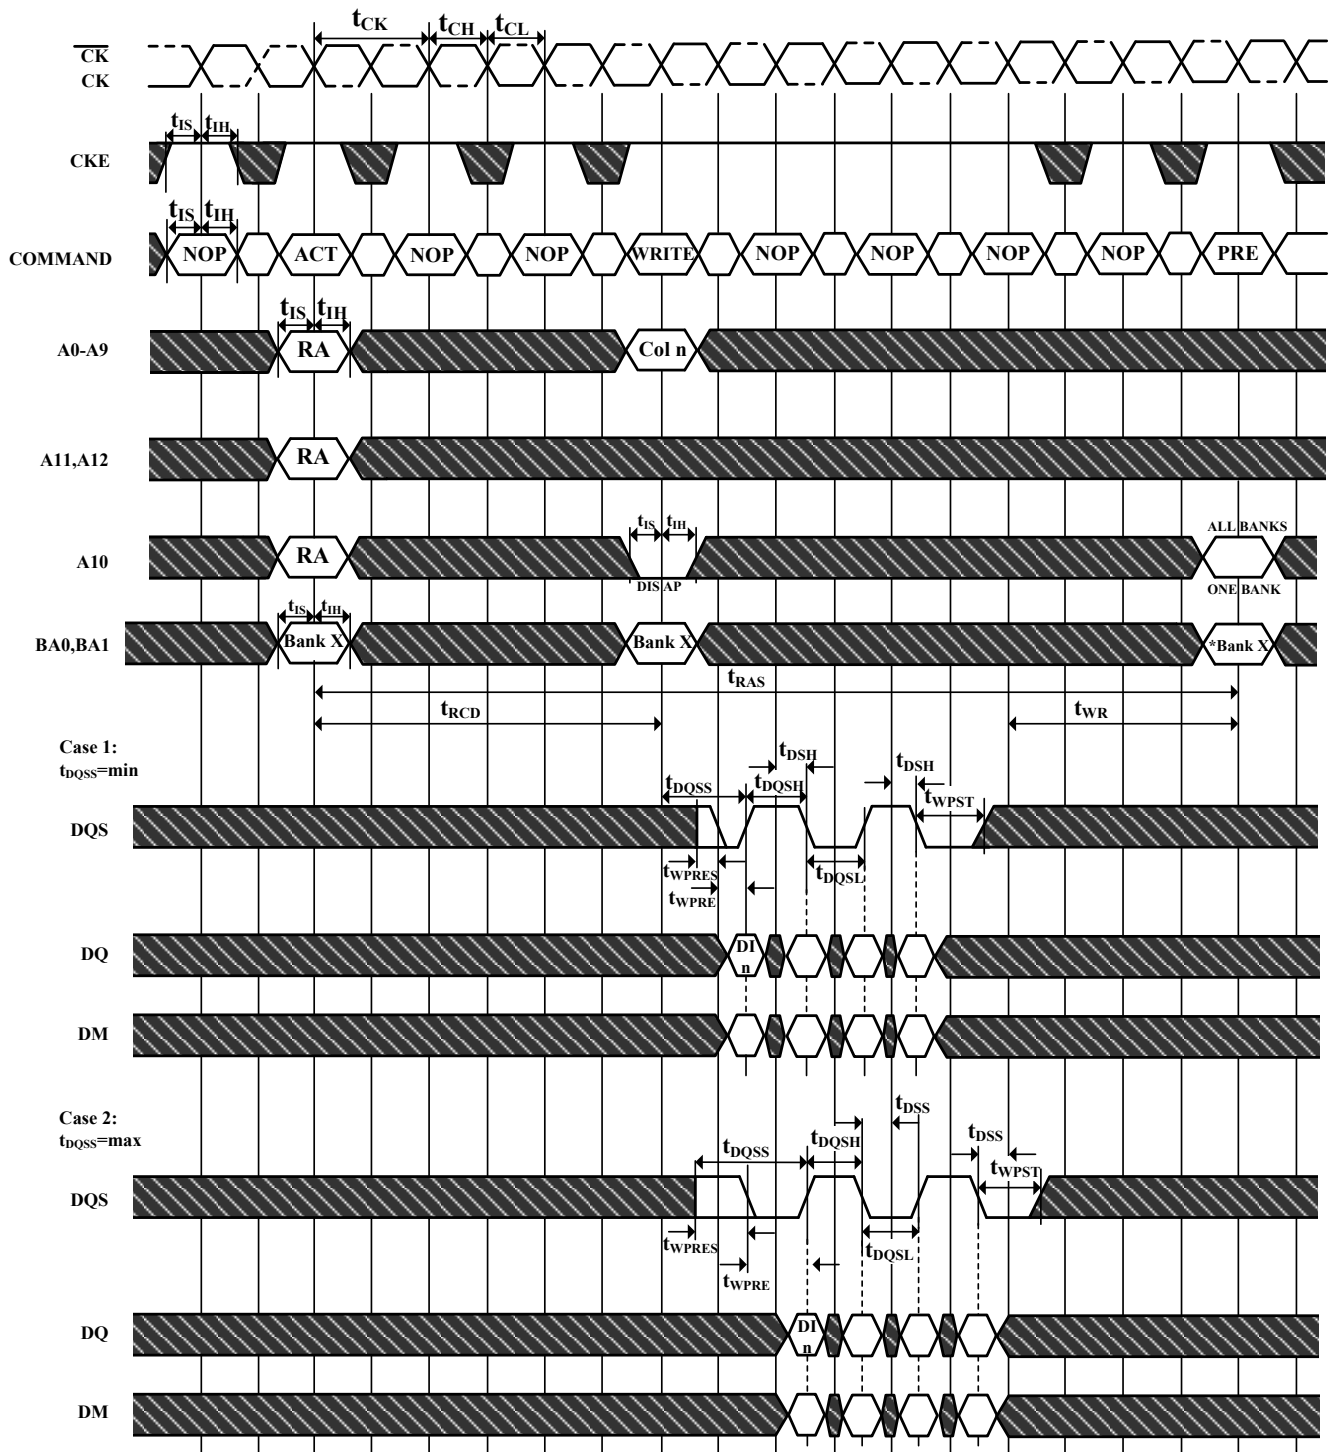 tCK tCH tCL
CK
CK
tIS tIH
CKE
tIS tIH
COMMAND NOP ACT NOP NOP WRITE NOP NOP NOP NOP PRE
tIS tIH
A0-A9 RA Col n
A11,A12 RA
tIS tIH ALL BANKS
A10 RA
DIS AP ONE BANK
tIS tIH
BA0,BA1 Bank X Bank X *Bank X
tRAS
tRCD tWR
Case 1:
tDQSS=min
tDSH tDSH
tDQSS tDQSH tWPST
DQS
tWPRES tDQSL
tWPRE
DQ DI
n
DM
Case 2:
tDQSS=max
tDSS tDSS
tDQSS tDQSH tWPST
DQS
tWPRES tDQSL
tWPRE
DQ DI
n
DM